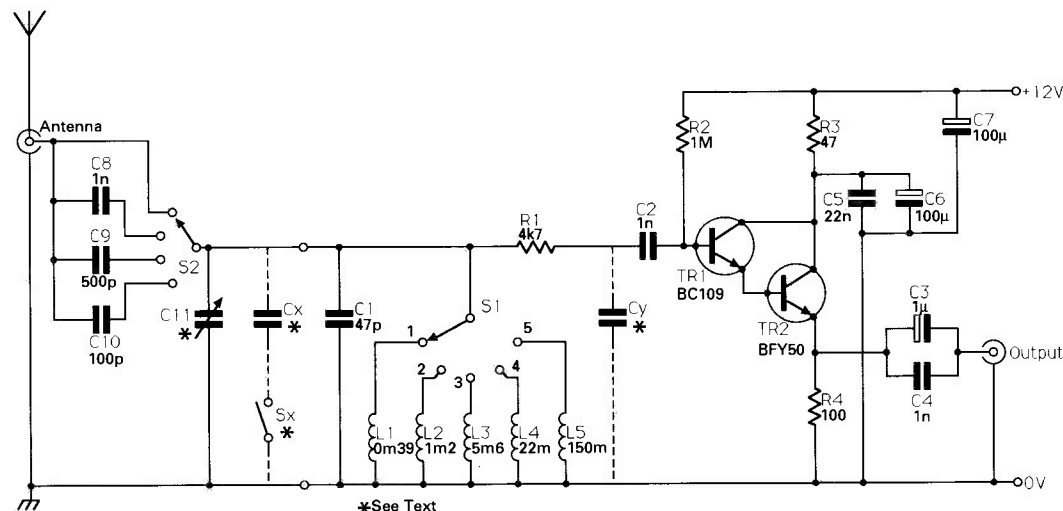 Antenna
C8
1n
C9
500p
C10
100p
S2
C11
*
Cx
*
Sx
*
C1
47p
S1
1
2
3
4
5
L1
0m39
L2
1m2
L3
5m6
L4
22m
L5
150m
R1
4k7
Cy
*
C2
1n
R2
1M
TR1
BC109
TR2
BFY50
R3
47
C5
22n
C6
100µ
C7
100µ
+12V
C3
1µ
C4
1n
Output
R4
100
0V
*See Text